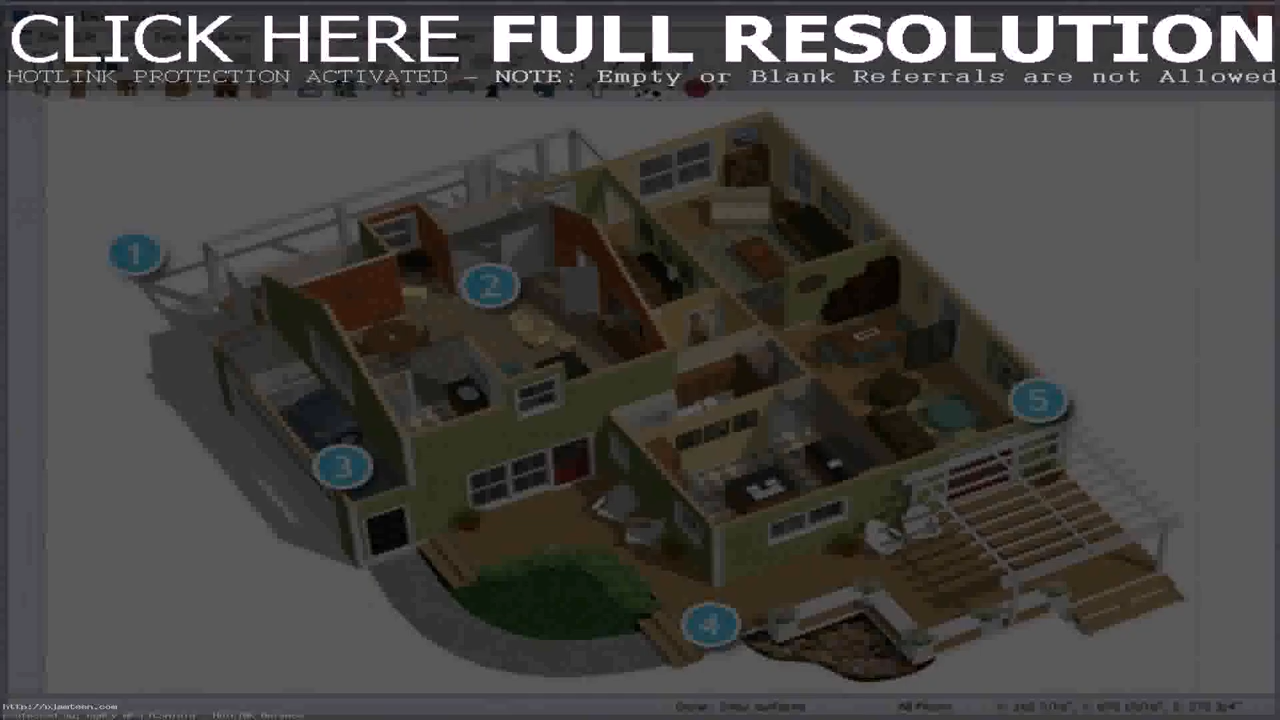 CLICK HERE FULL RESOLUTION
HOTLINK PROTECTION ACTIVATED – NOTE: Empty or Blank Referrals are not Allowed
1
2
5
3
4